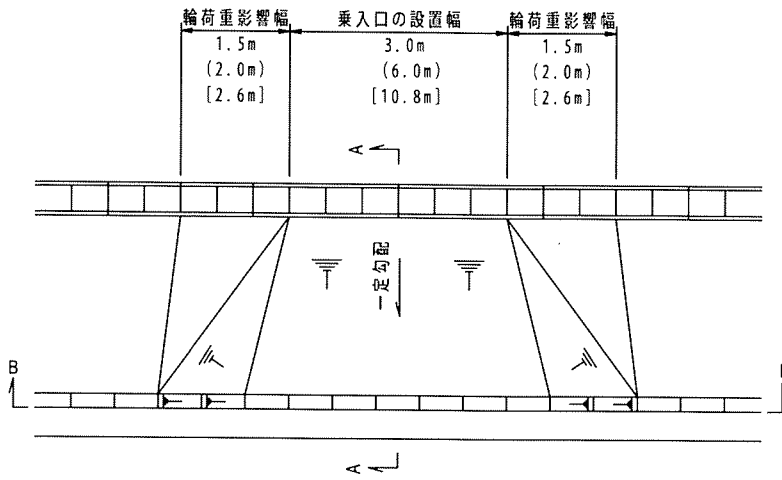 輪荷重影響幅
1.5m
(2.0m)
[2.6m]
乗入口の設置幅
3.0m
(6.0m)
[10.8m]
輪荷重影響幅
1.5m
(2.0m)
[2.6m]
A
一定勾配
B
A